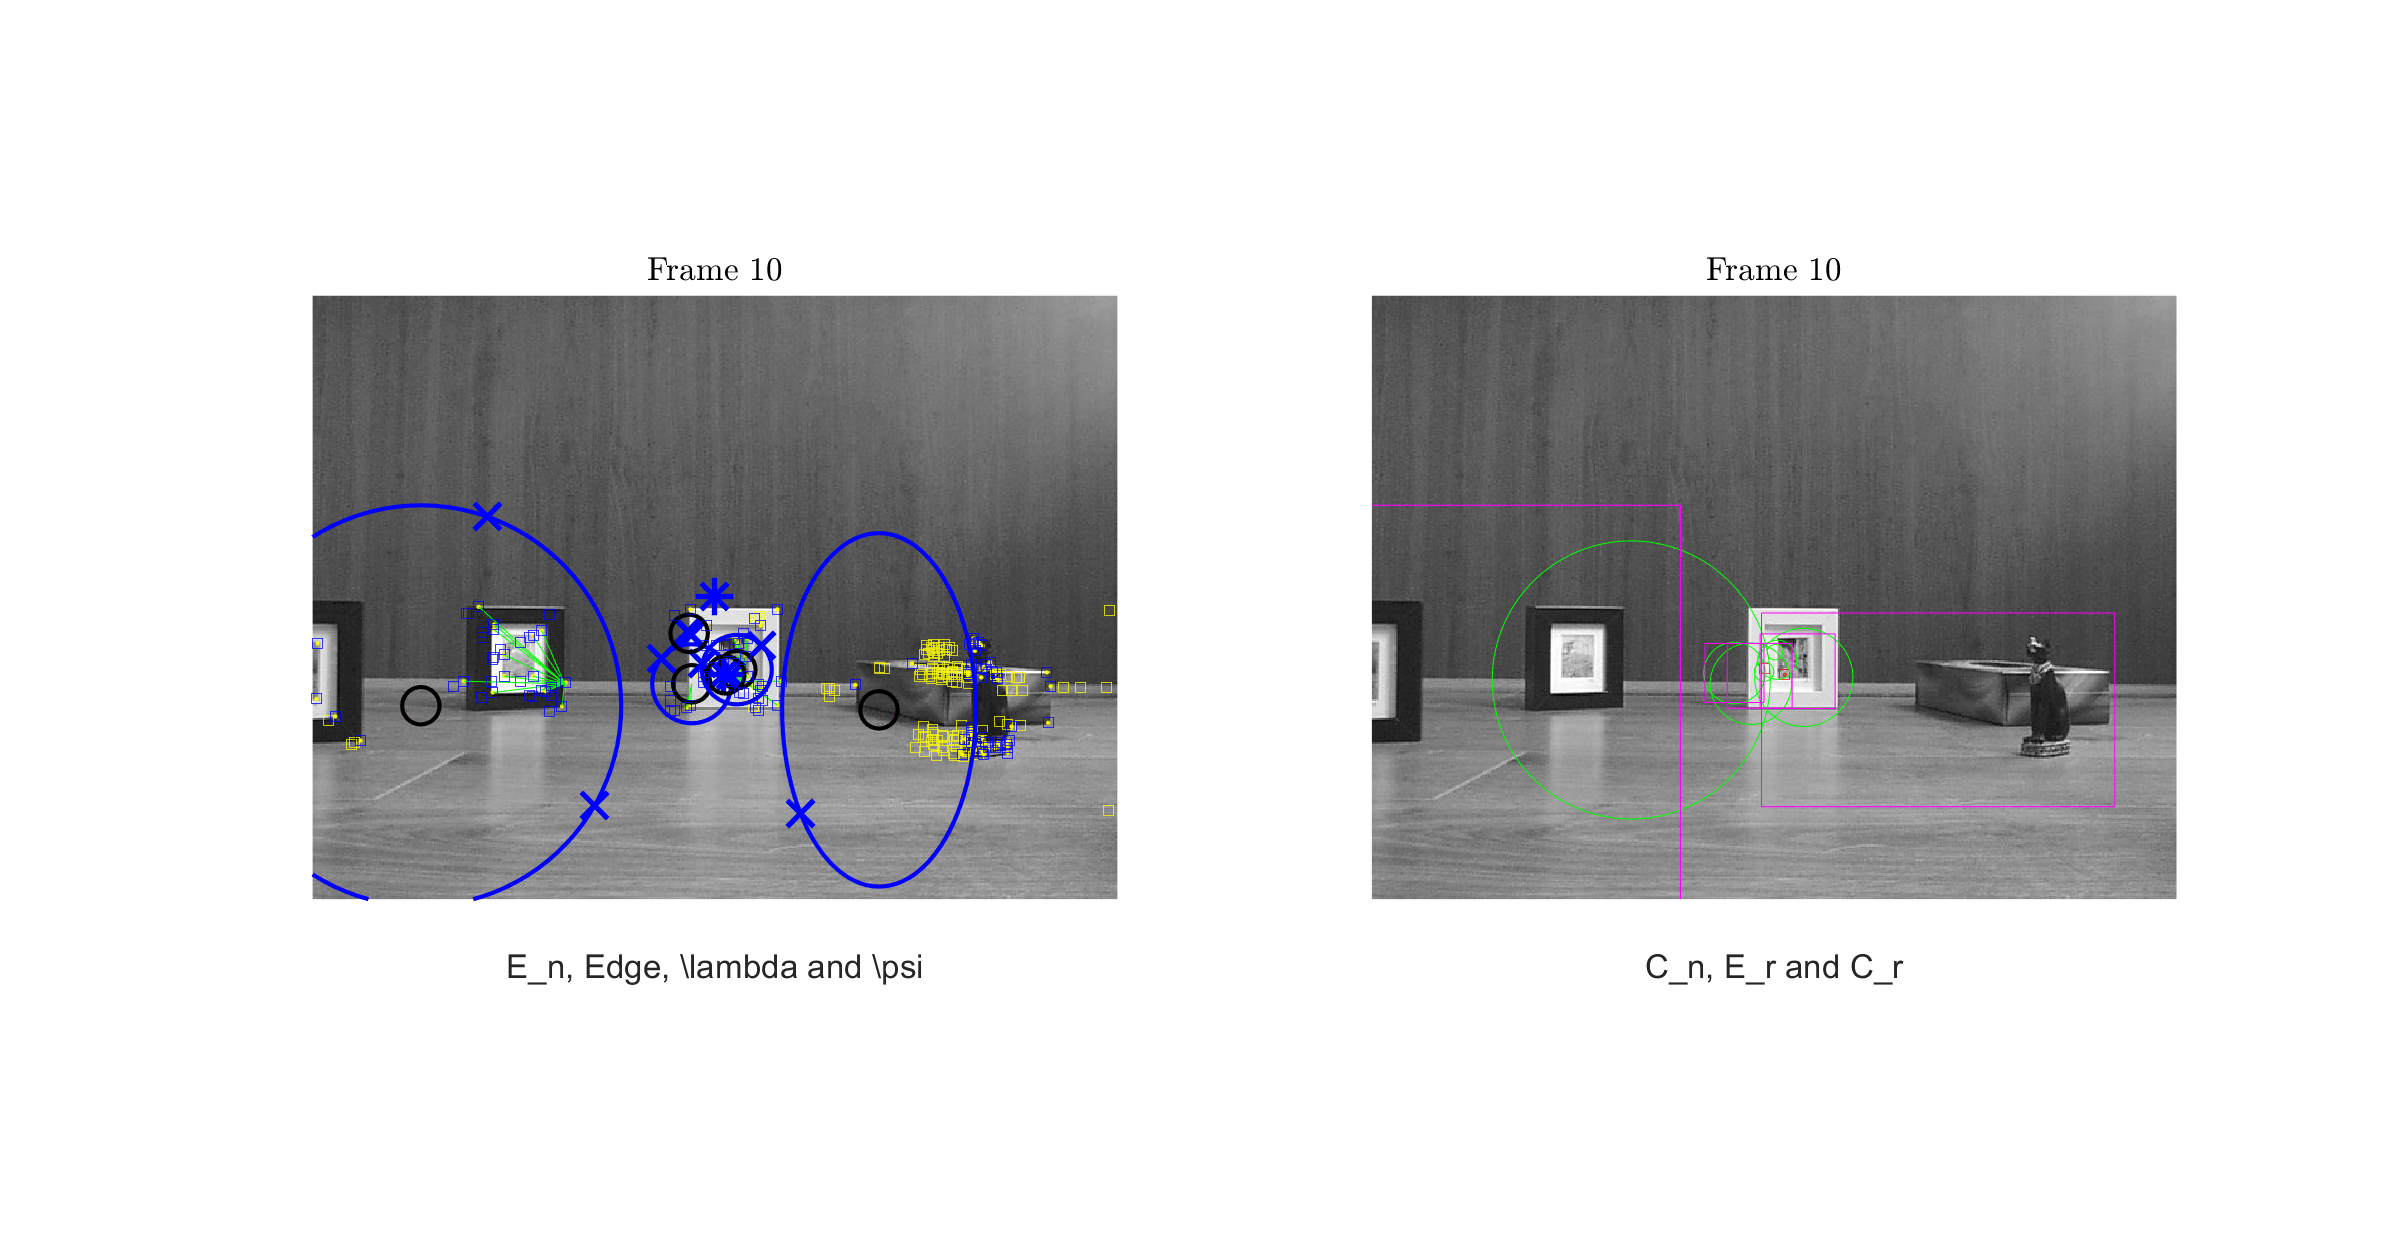 Frame 10
Frame 10
E_n, Edge, \lambda and \psi
C_n, E_r and C_r